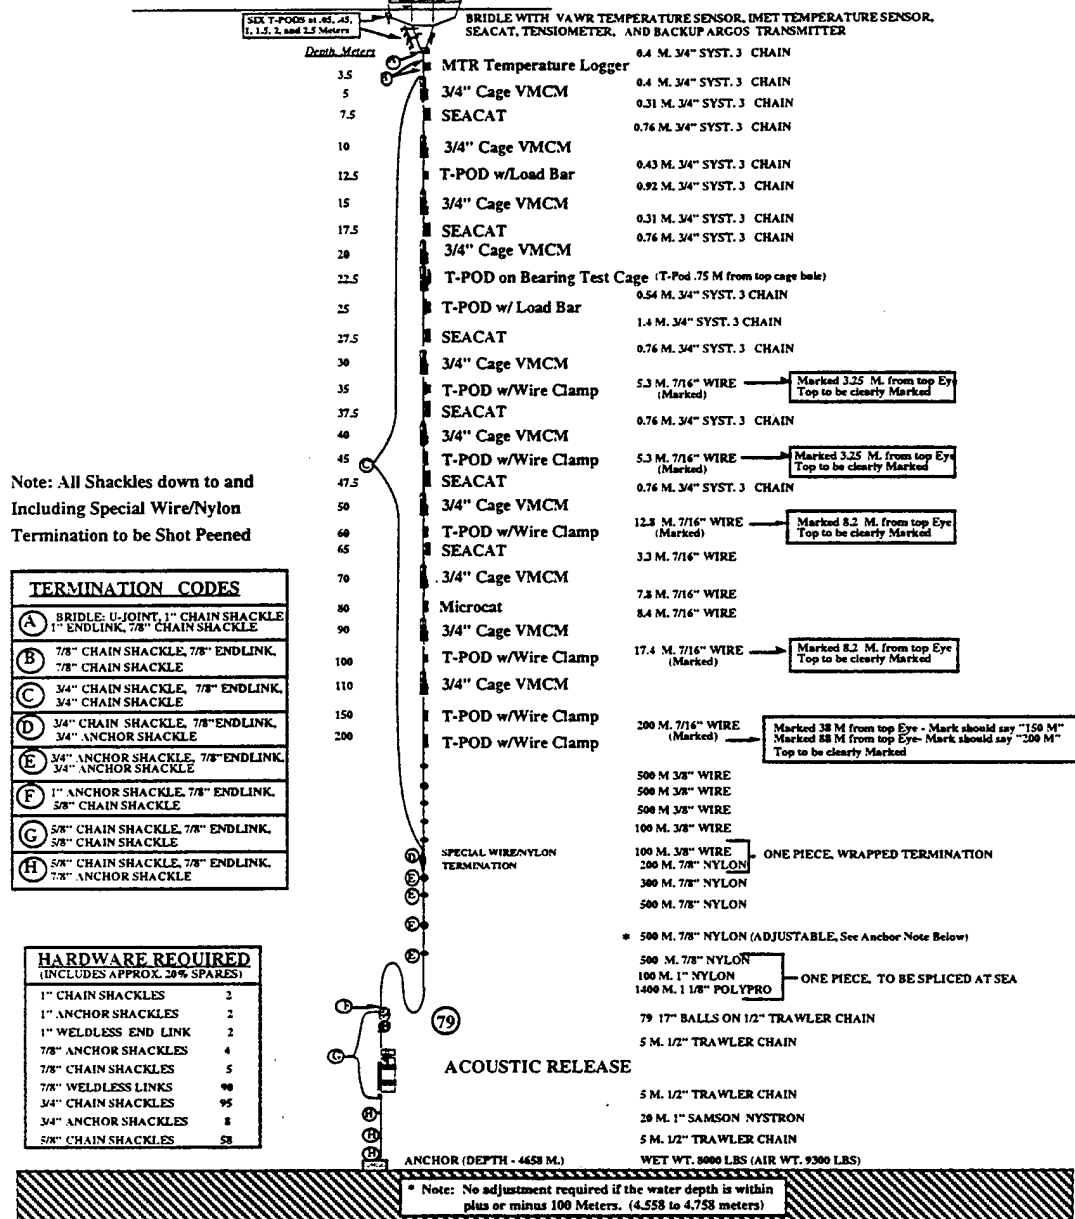 SIX T-PODS at .05, .45,
1, 1.5, 2, and 2.5 Meters
BRIDLE WITH VAWR TEMPERATURE SENSOR, IMET TEMPERATURE SENSOR,
SEACAT, TENSIOMETER, AND BACKUP ARGOS TRANSMITTER
Depth Meters
0.4 M. 3/4" SYST. 3 CHAIN
A
3.5 MTR Temperature Logger
B
0.4 M. 3/4" SYST. 3 CHAIN
5 3/4" Cage VMCM
0.31 M. 3/4" SYST. 3 CHAIN
7.5 SEACAT
0.76 M. 3/4" SYST. 3 CHAIN
10 3/4" Cage VMCM
0.43 M. 3/4" SYST. 3 CHAIN
12.5 T-POD w/Load Bar
0.92 M. 3/4" SYST. 3 CHAIN
15 3/4" Cage VMCM
0.31 M. 3/4" SYST. 3 CHAIN
17.5 SEACAT
0.76 M. 3/4" SYST. 3 CHAIN
20 3/4" Cage VMCM
22.5 T-POD on Bearing Test Cage (T-Pod .75 M from top cage bale)
0.54 M. 3/4" SYST. 3 CHAIN
25 T-POD w/ Load Bar
1.4 M. 3/4" SYST. 3 CHAIN
27.5 SEACAT
0.76 M. 3/4" SYST. 3 CHAIN
30 3/4" Cage VMCM
35 T-POD w/Wire Clamp 5.3 M. 7/16" WIRE
(Marked)
Marked 3.25 M. from top Eye
Top to be clearly Marked
37.5 SEACAT
0.76 M. 3/4" SYST. 3 CHAIN
40 3/4" Cage VMCM
45 T-POD w/Wire Clamp 5.3 M. 7/16" WIRE
(Marked)
Marked 3.25 M. from top Eye
Top to be clearly Marked
C
47.5 SEACAT
0.76 M. 3/4" SYST. 3 CHAIN
50 3/4" Cage VMCM
60 T-POD w/Wire Clamp 12.8 M. 7/16" WIRE
(Marked)
Marked 8.2 M. from top Eye
Top to be clearly Marked
65 SEACAT
3.3 M. 7/16" WIRE
70 3/4" Cage VMCM
7.8 M. 7/16" WIRE
80 Microcat
8.4 M. 7/16" WIRE
90 3/4" Cage VMCM
100 T-POD w/Wire Clamp 17.4 M. 7/16" WIRE
(Marked)
Marked 8.2 M. from top Eye
Top to be clearly Marked
110 3/4" Cage VMCM
150 T-POD w/Wire Clamp
200 T-POD w/Wire Clamp
200 M. 7/16" WIRE
(Marked)
Marked 38 M from top Eye - Mark should say "150 M"
Marked 88 M from top Eye- Mark should say "200 M"
Top to be clearly Marked
500 M 3/8" WIRE
500 M 3/8" WIRE
500 M 3/8" WIRE
100 M. 3/8" WIRE
D
SPECIAL WIRE/NYLON
TERMINATION
100 M. 3/8" WIRE
200 M. 7/8" NYLON
ONE PIECE, WRAPPED TERMINATION
E
300 M. 7/8" NYLON
E
500 M. 7/8" NYLON
E
* 500 M. 7/8" NYLON (ADJUSTABLE, See Anchor Note Below)
E
500 M. 7/8" NYLON
100 M. 1" NYLON
1400 M. 1 1/8" POLYPRO
ONE PIECE, TO BE SPLICED AT SEA
F
79
79 17" BALLS ON 1/2" TRAWLER CHAIN
5 M. 1/2" TRAWLER CHAIN
G
ACOUSTIC RELEASE
5 M. 1/2" TRAWLER CHAIN
H
20 M. 1" SAMSON NYSTRON
H
5 M. 1/2" TRAWLER CHAIN
H
ANCHOR (DEPTH - 4658 M.) WET WT. 8000 LBS (AIR WT. 9300 LBS)
* Note: No adjustment required if the water depth is within
plus or minus 100 Meters. (4.558 to 4.758 meters)
Note: All Shackles down to and
Including Special Wire/Nylon
Termination to be Shot Peened
TERMINATION CODES
A BRIDLE: U-JOINT, 1" CHAIN SHACKLE
1" ENDLINK, 7/8" CHAIN SHACKLE
B 7/8" CHAIN SHACKLE, 7/8" ENDLINK,
7/8" CHAIN SHACKLE
C 3/4" CHAIN SHACKLE, 7/8" ENDLINK,
3/4" CHAIN SHACKLE
D 3/4" CHAIN SHACKLE, 7/8"ENDLINK,
3/4" ANCHOR SHACKLE
E 3/4" ANCHOR SHACKLE, 7/8"ENDLINK,
3/4" ANCHOR SHACKLE
F 1" ANCHOR SHACKLE, 7/8" ENDLINK,
5/8" CHAIN SHACKLE
G 5/8" CHAIN SHACKLE, 7/8" ENDLINK,
5/8" CHAIN SHACKLE
H 5/8" CHAIN SHACKLE, 7/8" ENDLINK,
7/8" ANCHOR SHACKLE
HARDWARE REQUIRED
(INCLUDES APPROX. 20% SPARES)
1" CHAIN SHACKLES 2
1" ANCHOR SHACKLES 2
1" WELDLESS END LINK 2
7/8" ANCHOR SHACKLES 4
7/8" CHAIN SHACKLES 5
7/8" WELDLESS LINKS 90
3/4" CHAIN SHACKLES 95
3/4" ANCHOR SHACKLES 8
5/8" CHAIN SHACKLES 58